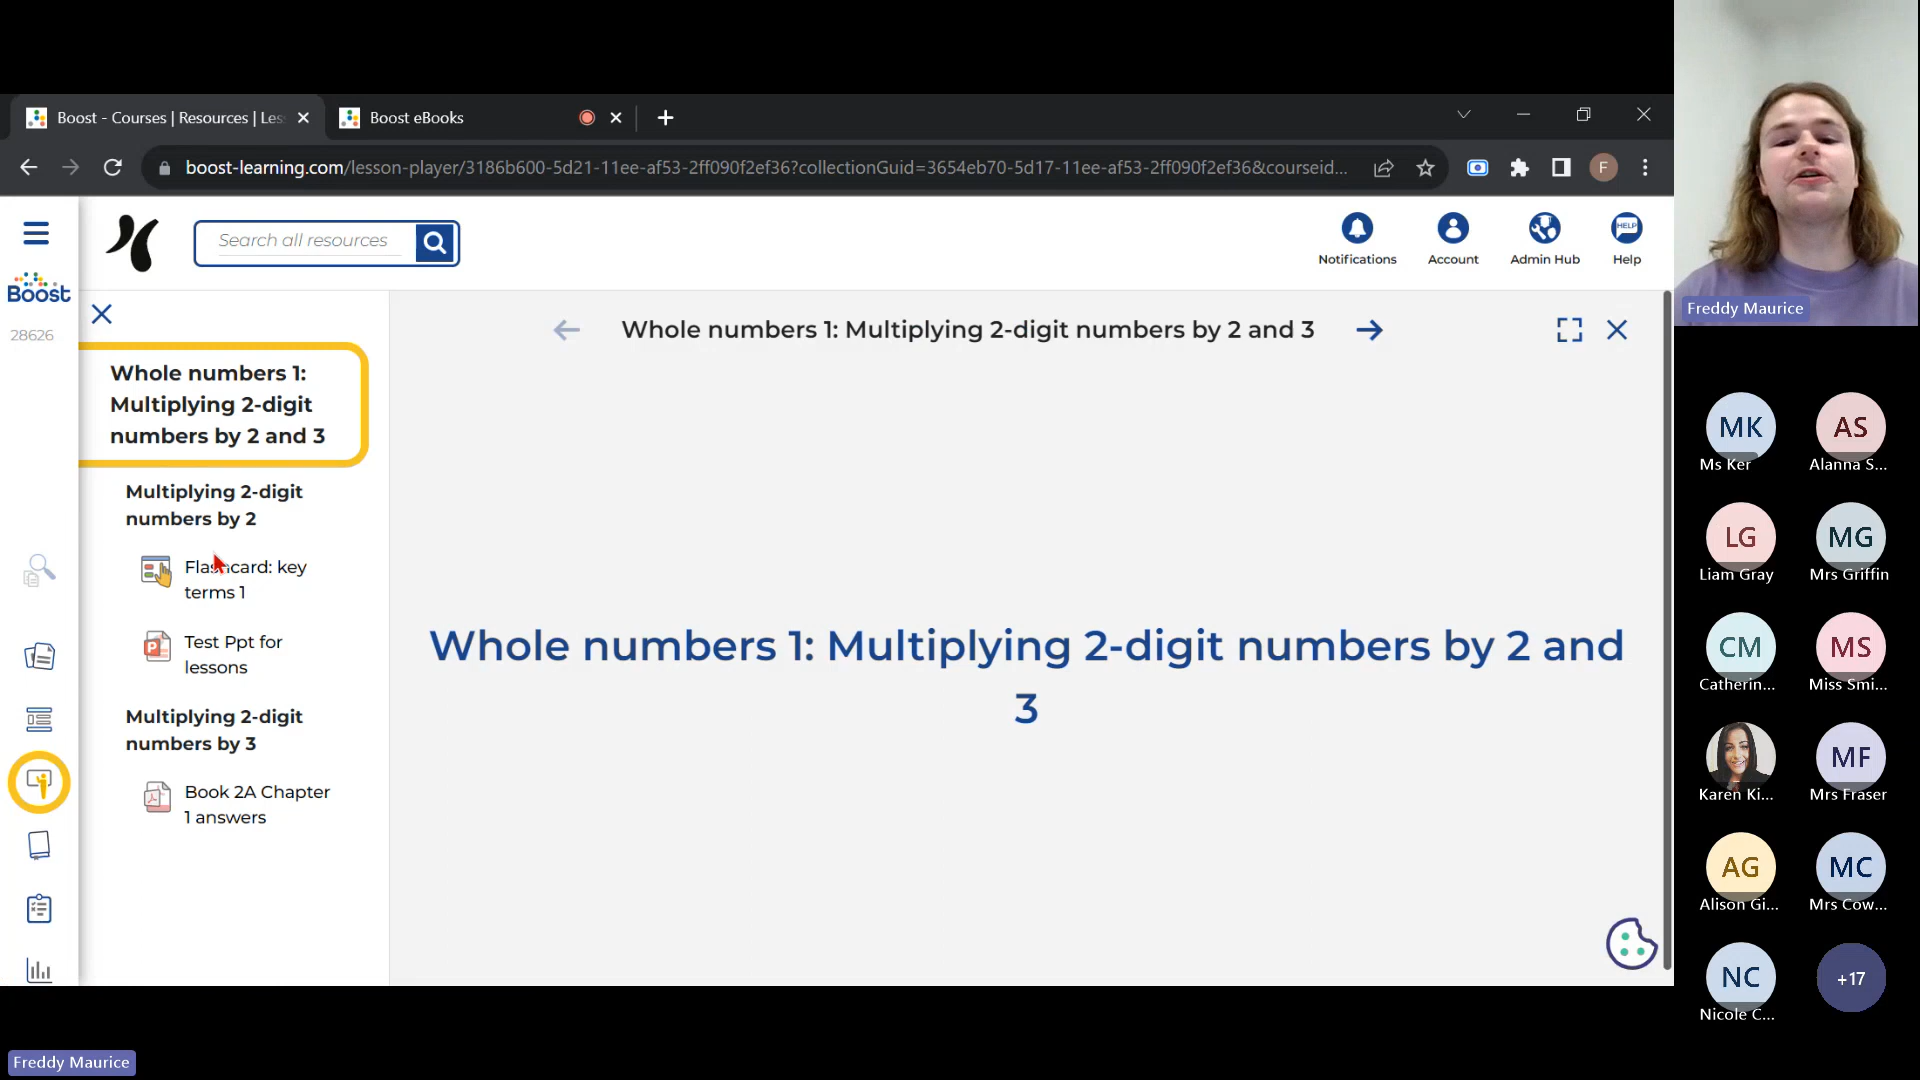 Boost - Courses | Resources | Les
Boost eBooks
boost-learning.com/lesson-player/3186b600-5d21-11ee-af53-2ff090f2ef36?collectionGuid=3654eb70-5d17-11ee-af53-2ff090f2ef36&courseid...
F
Search all resources
Notifications
Account
Admin Hub
HELP
Help
Boost
28626
Whole numbers 1: Multiplying 2-digit numbers by 2 and 3
Whole numbers 1:
Multiplying 2-digit
numbers by 2 and 3
Multiplying 2-digit
numbers by 2
Flashcard: key
terms 1
Test Ppt for
lessons
Multiplying 2-digit
numbers by 3
Book 2A Chapter
1 answers
Whole numbers 1: Multiplying 2-digit numbers by 2 and
3
Freddy Maurice
MK
Ms Ker
AS
Alanna S...
LG
Liam Gray
MG
Mrs Griffin
CM
Catherin...
MS
Miss Smi...
Karen Ki...
MF
Mrs Fraser
AG
Alison Gi...
MC
Mrs Cow...
NC
Nicole C...
+17
Freddy Maurice